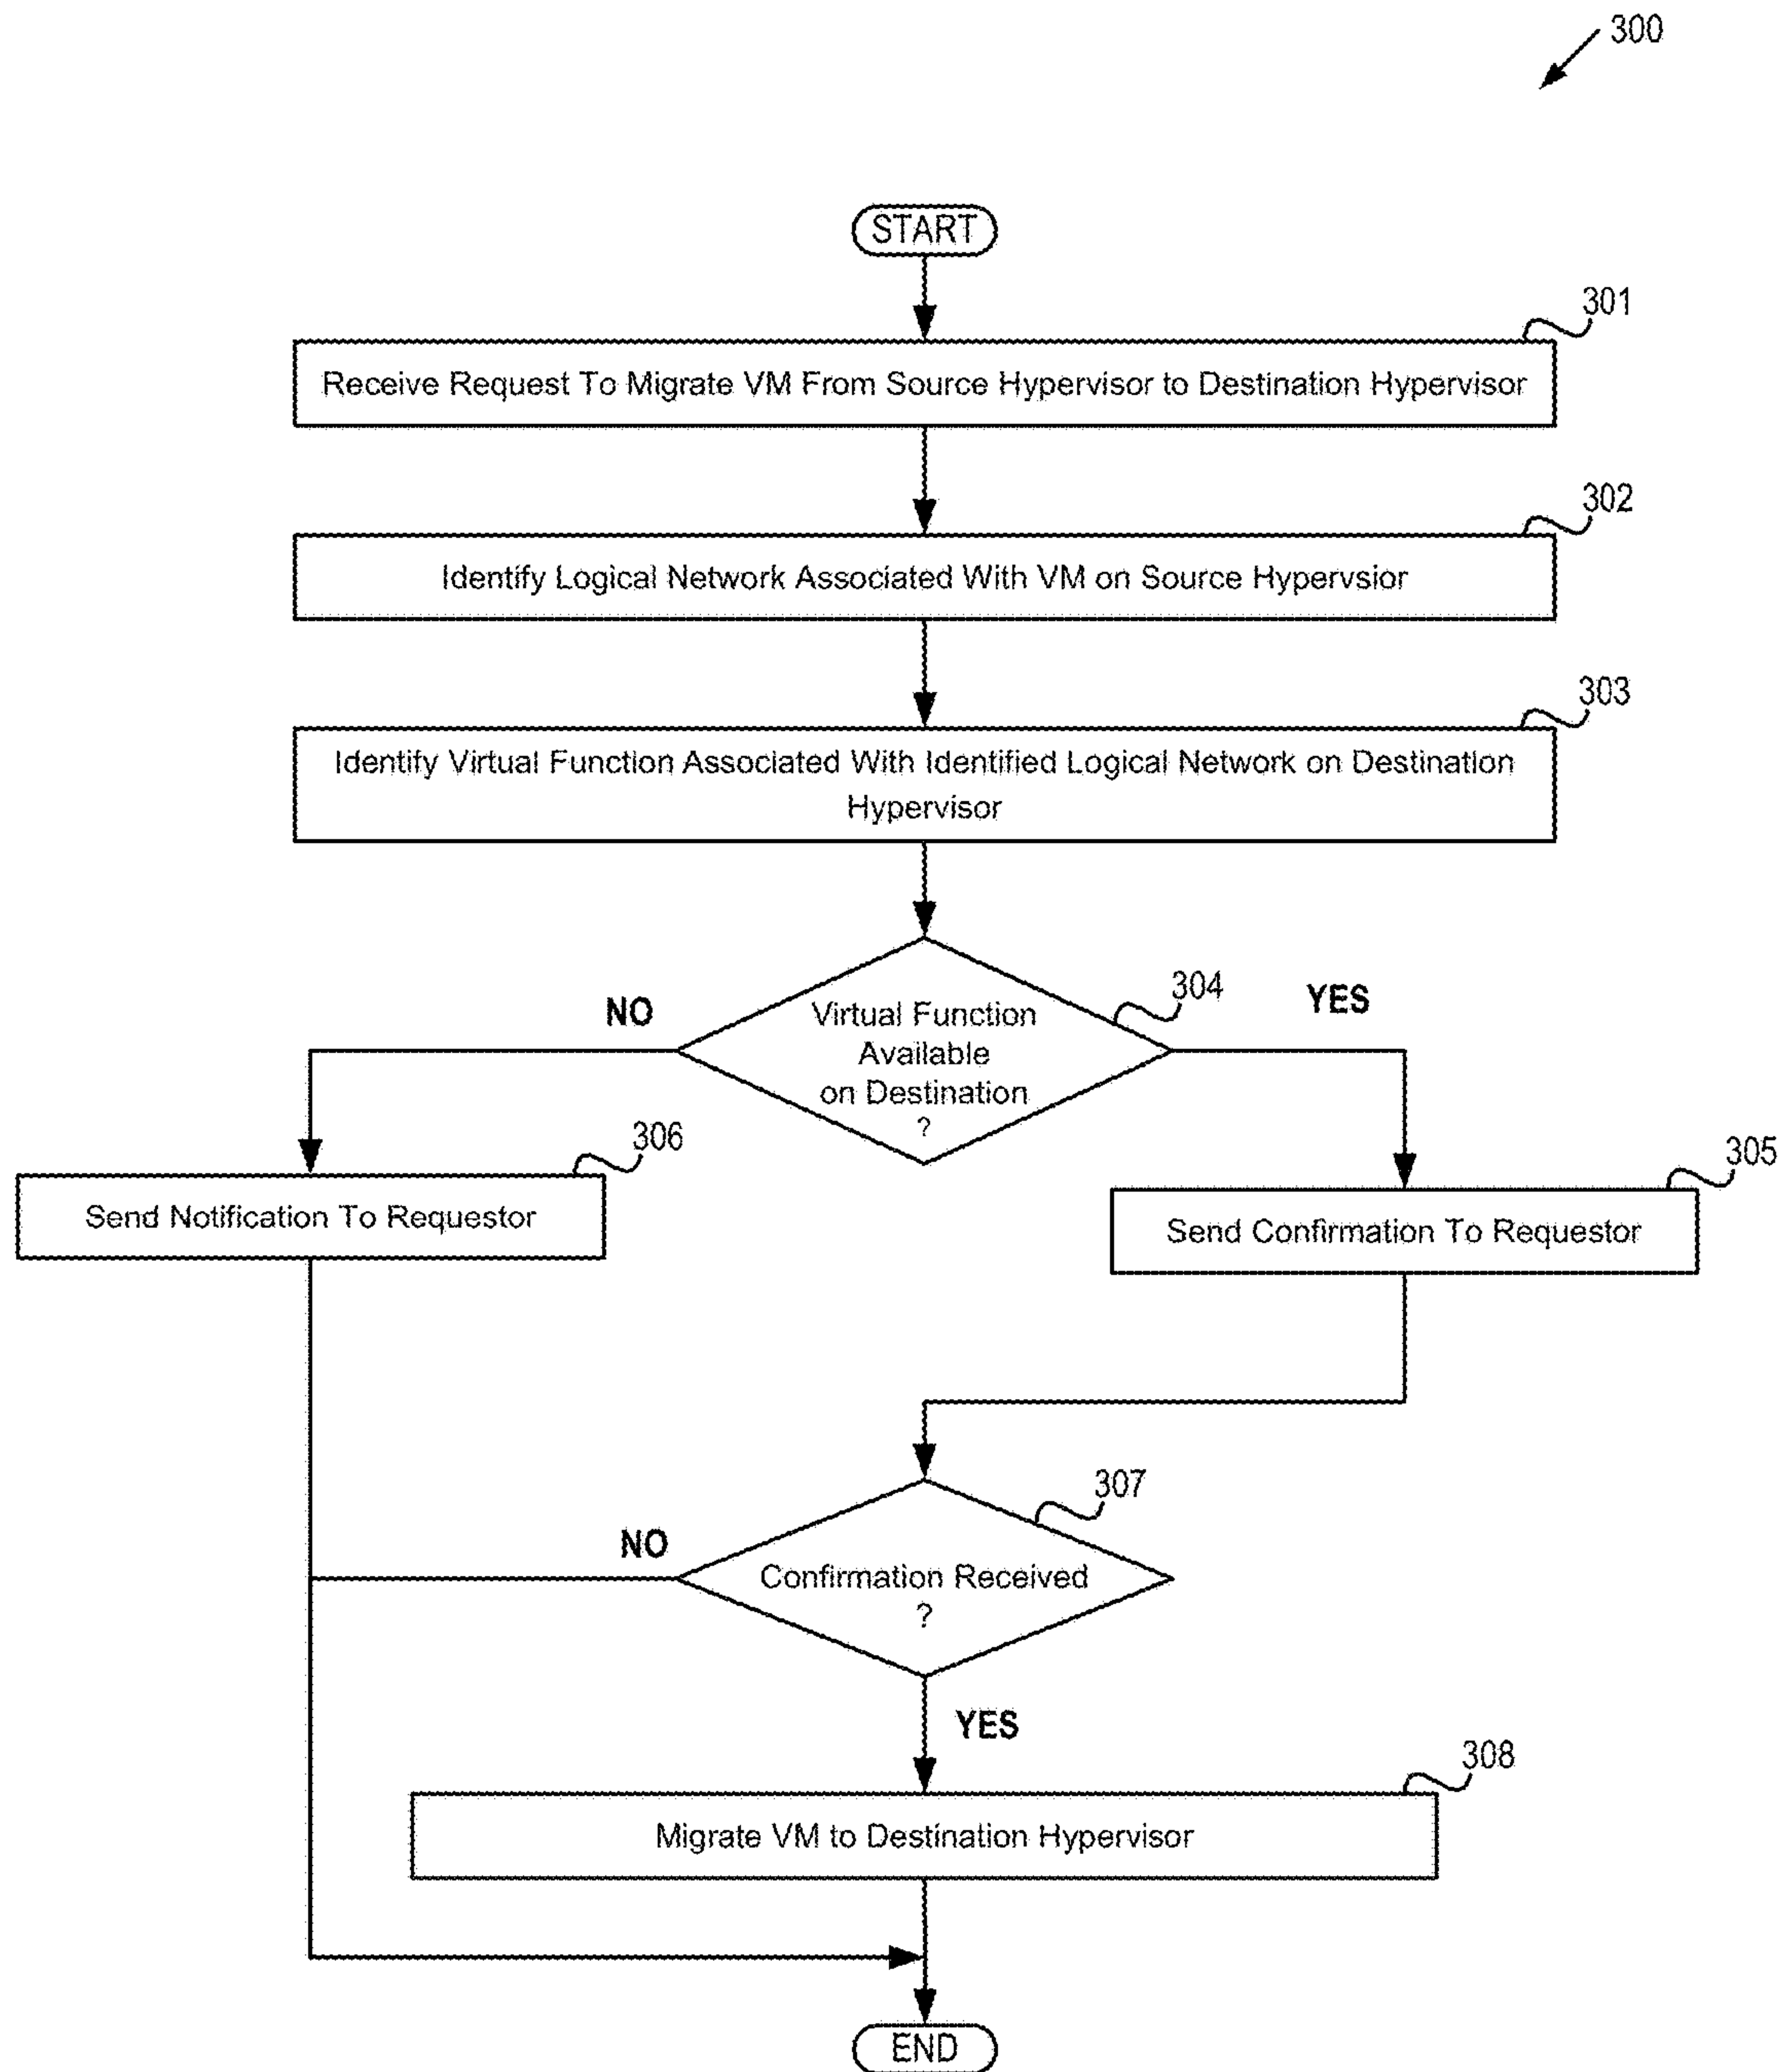 300
START
301
Receive Request To Migrate VM From Source Hypervisor to Destination Hypervisor
302
Identify Logical Network Associated With VM on Source Hypervsior
303
Identify Virtual Function Associated With Identified Logical Network on Destination
Hypervisor
304
NO
YES
Virtual Function
Available
on Destination
?
306
Send Notification To Requestor
305
Send Confirmation To Requestor
307
NO
Confirmation Received
?
YES
308
Migrate VM to Destination Hypervisor
END